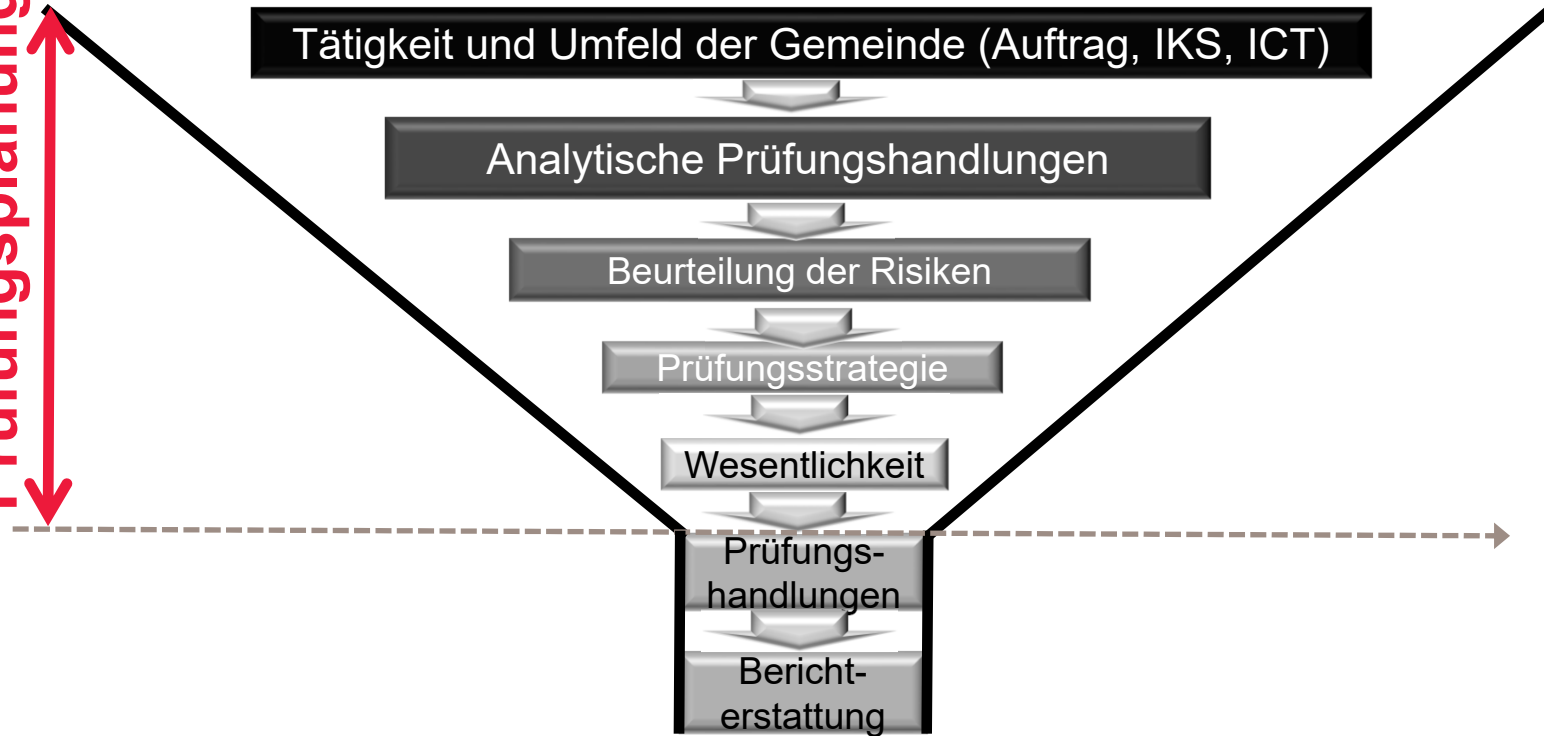 Prüfungsplanung
Tätigkeit und Umfeld der Gemeinde (Auftrag, IKS, ICT)
Analytische Prüfungshandlungen
Beurteilung der Risiken
Prüfungsstrategie
Wesentlichkeit
Prüfungs-
handlungen
Bericht-
erstattung